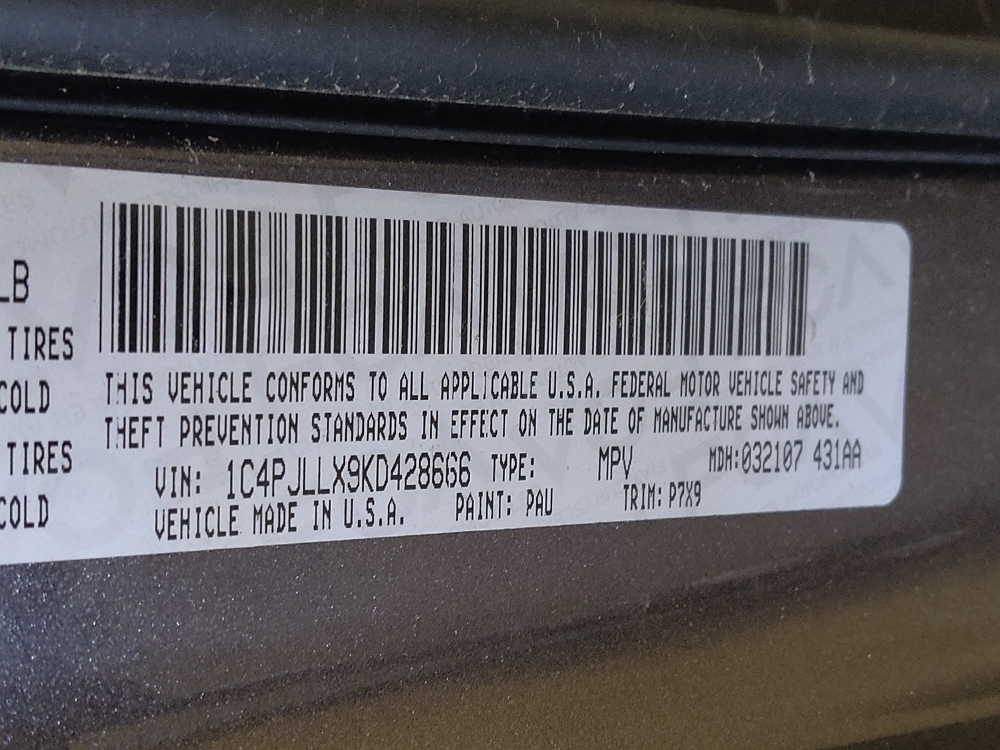 LB
TIRES
COLD
TIRES
COLD
THIS VEHICLE CONFORMS TO ALL APPLICABLE U.S.A. FEDERAL MOTOR VEHICLE SAFETY AND
THEFT PREVENTION STANDARDS IN EFFECT ON THE DATE OF MANUFACTURE SHOWN ABOVE.
VIN: 1C4PJLLX9KD428666 TYPE: MPV MDH:032107 431AA
VEHICLE MADE IN U.S.A. PAINT: PAU TRIM: P7X9